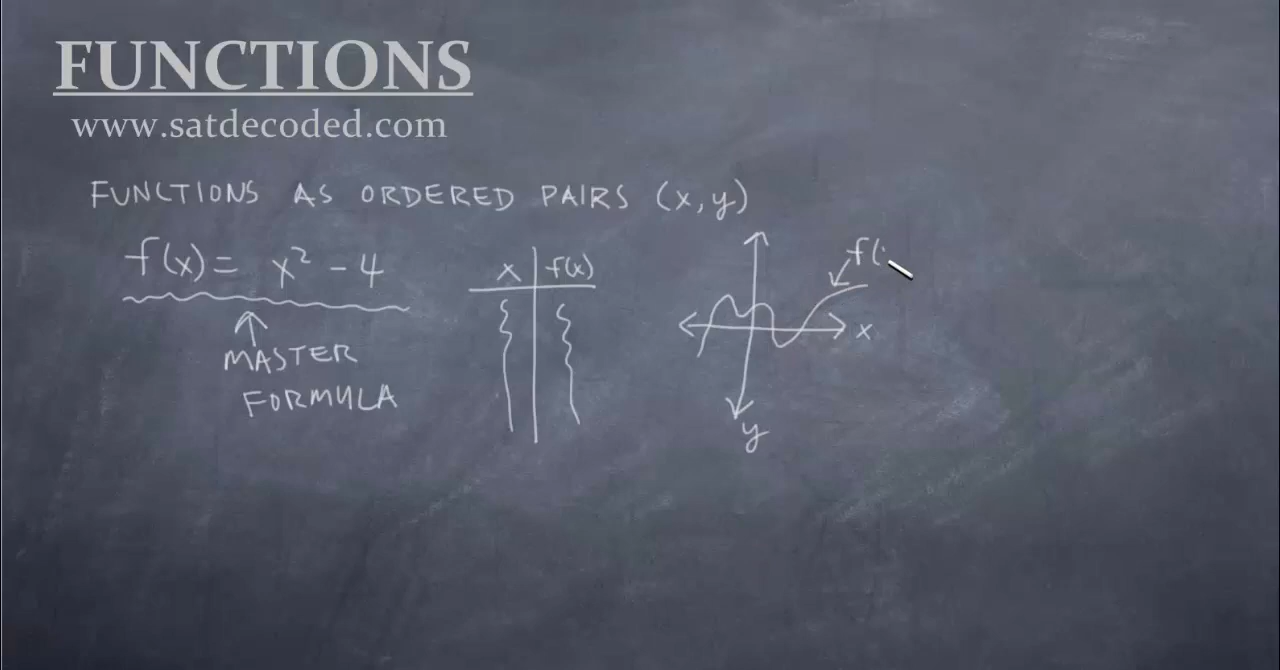 FUNCTIONS
www.satdecoded.com
FUNCTIONS AS ORDERED PAIRS (x,y)
f(x) = x² - 4
MASTER
FORMULA
x f(x)
f(
x
y